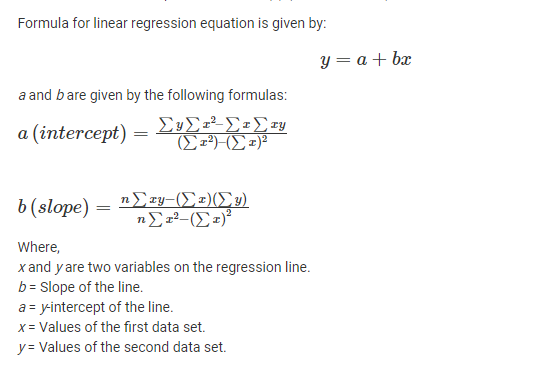 Formula for linear regression equation is given by:
y = a + bx
a and b are given by the following formulas:
a (intercept) = \frac{\sum y \sum x^2 - \sum x \sum xy}{(\sum x^2) - (\sum x)^2}
b (slope) = \frac{n \sum xy - (\sum x)(\sum y)}{n \sum x^2 - (\sum x)^2}
Where,
x and y are two variables on the regression line.
b = Slope of the line.
a = y-intercept of the line.
x = Values of the first data set.
y = Values of the second data set.